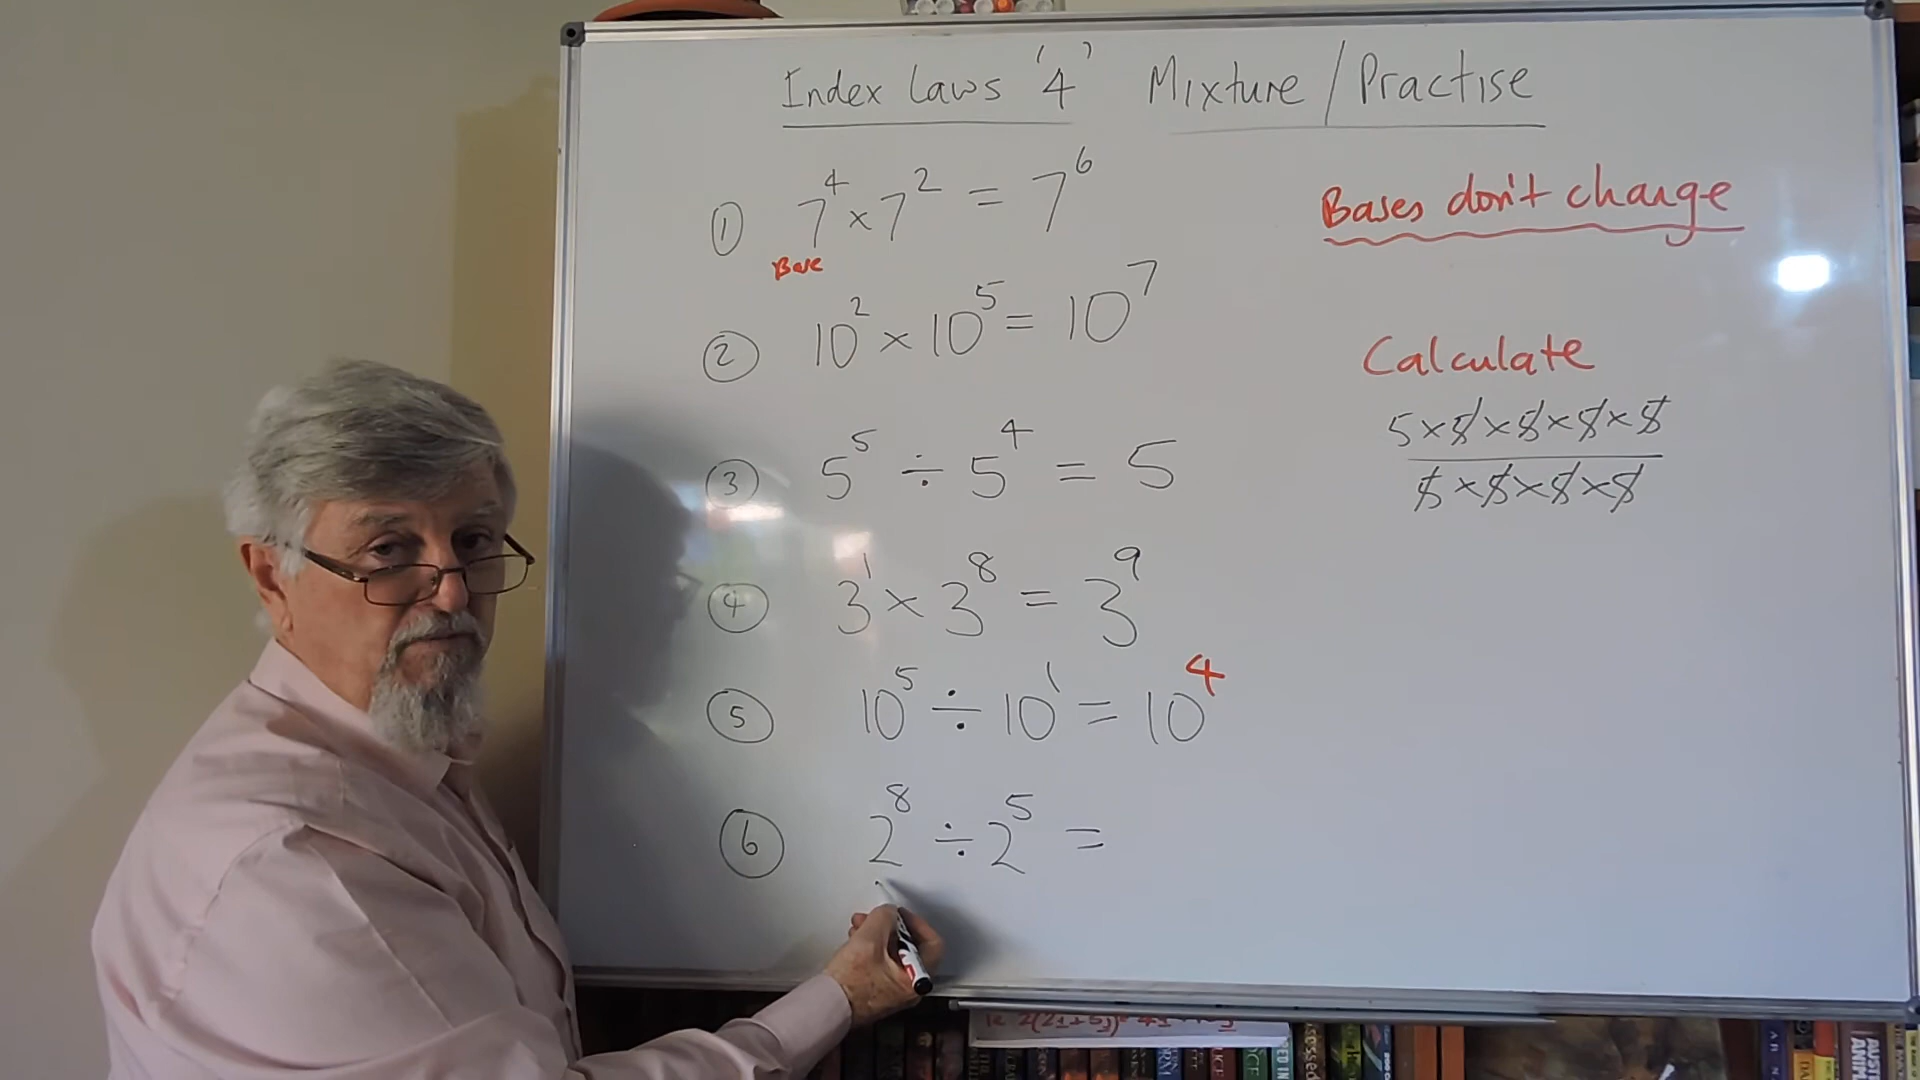 Index Laws '4' Mixture / Practise
① 7⁴ × 7² = 7⁶
Base
Bases don't change
② 10² × 10⁵ = 10⁷
Calculate
5 × 5 × 5 × 5 × 5
5 × 5 × 5 × 5
③ 5⁵ ÷ 5⁴ = 5
④ 3¹ × 3⁸ = 3⁹
⑤ 10⁵ ÷ 10¹ = 10⁴
⑥ 2⁸ ÷ 2⁵ =